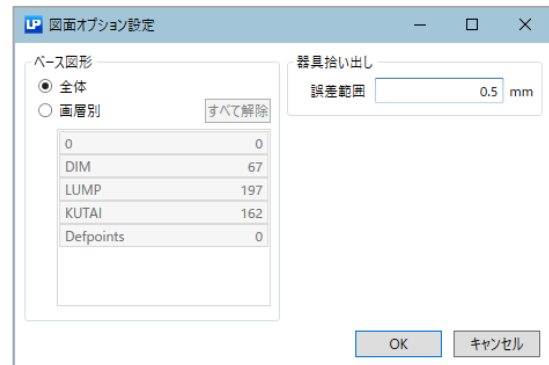 LP 図面オプション設定
ベース図形
全体
画層別 すべて解除
0 0
DIM 67
LUMP 197
KUTAI 162
Defpoints 0
器具拾い出し
誤差範囲 0.5 mm
OK キャンセル